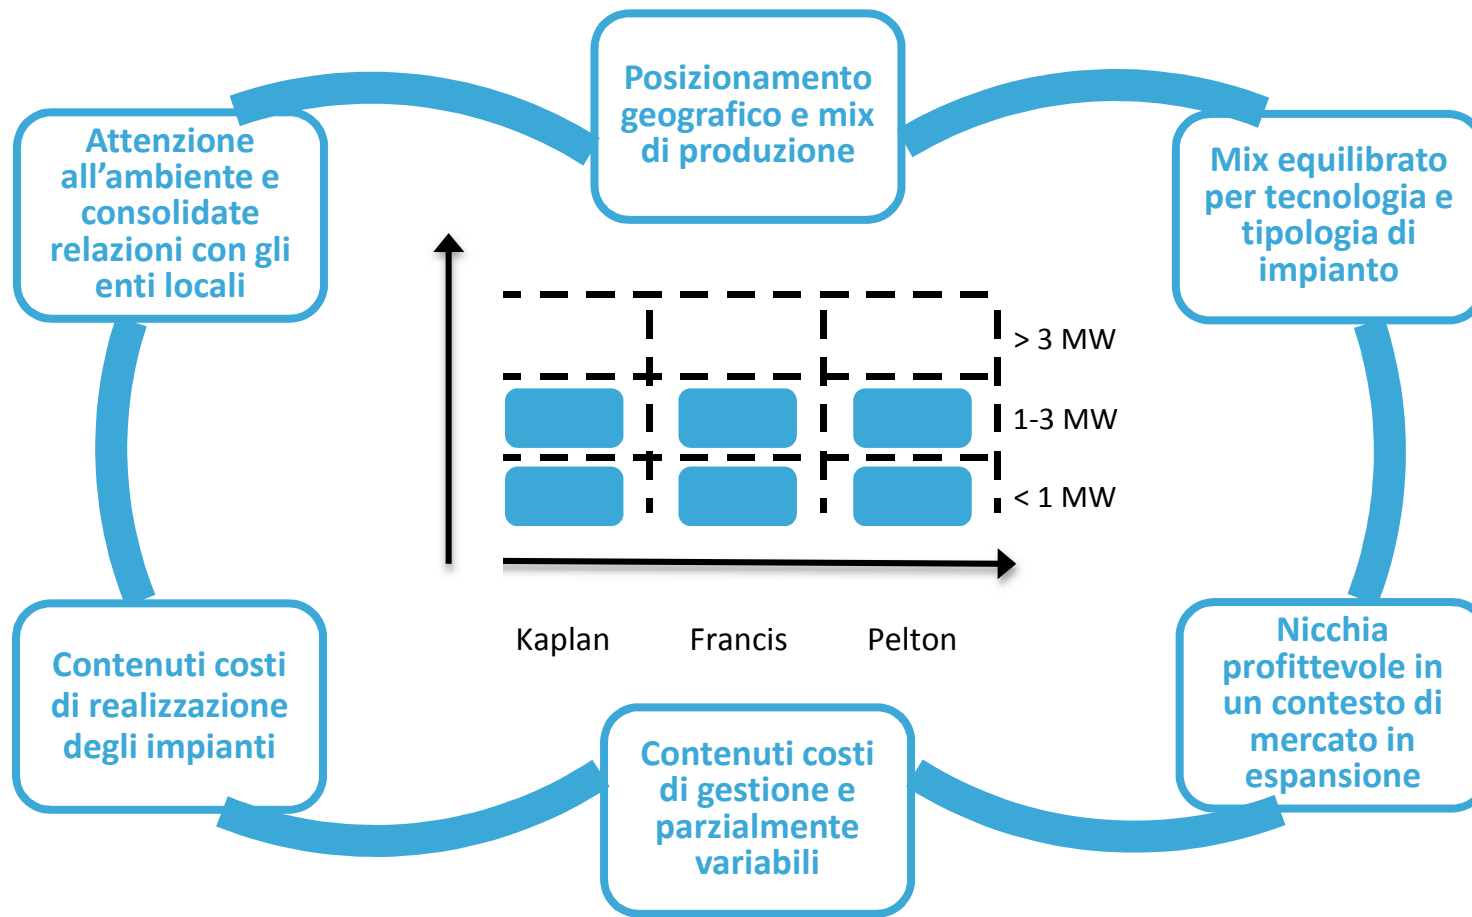 Posizionamento
geografico e mix
di produzione
Mix equilibrato
per tecnologia e
tipologia di
impianto
Nicchia
profittevole in
un contesto di
mercato in
espansione
Contenuti costi
di gestione e
parzialmente
variabili
Contenuti costi
di realizzazione
degli impianti
Attenzione
all’ambiente e
consolidate
relazioni con gli
enti locali
> 3 MW
1-3 MW
< 1 MW
Kaplan
Francis
Pelton